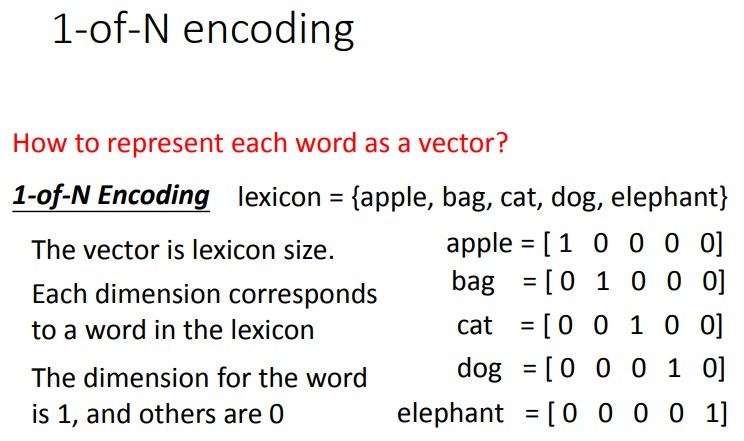 1-of-N encoding
How to represent each word as a vector?
1-of-N Encoding lexicon = {apple, bag, cat, dog, elephant}
The vector is lexicon size.
Each dimension corresponds
to a word in the lexicon
The dimension for the word
is 1, and others are 0
apple = [ 1 0 0 0 0]
bag = [ 0 1 0 0 0]
cat = [ 0 0 1 0 0]
dog = [ 0 0 0 1 0]
elephant = [ 0 0 0 0 1]